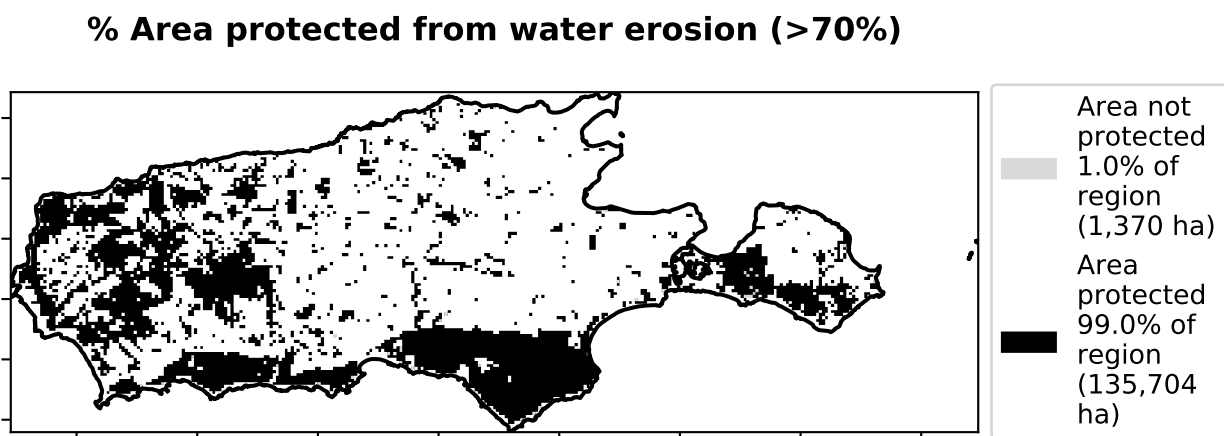 % Area protected from water erosion (>70%)
Area not
protected
1.0% of
region
(1,370 ha)
Area
protected
99.0% of
region
(135,704
ha)